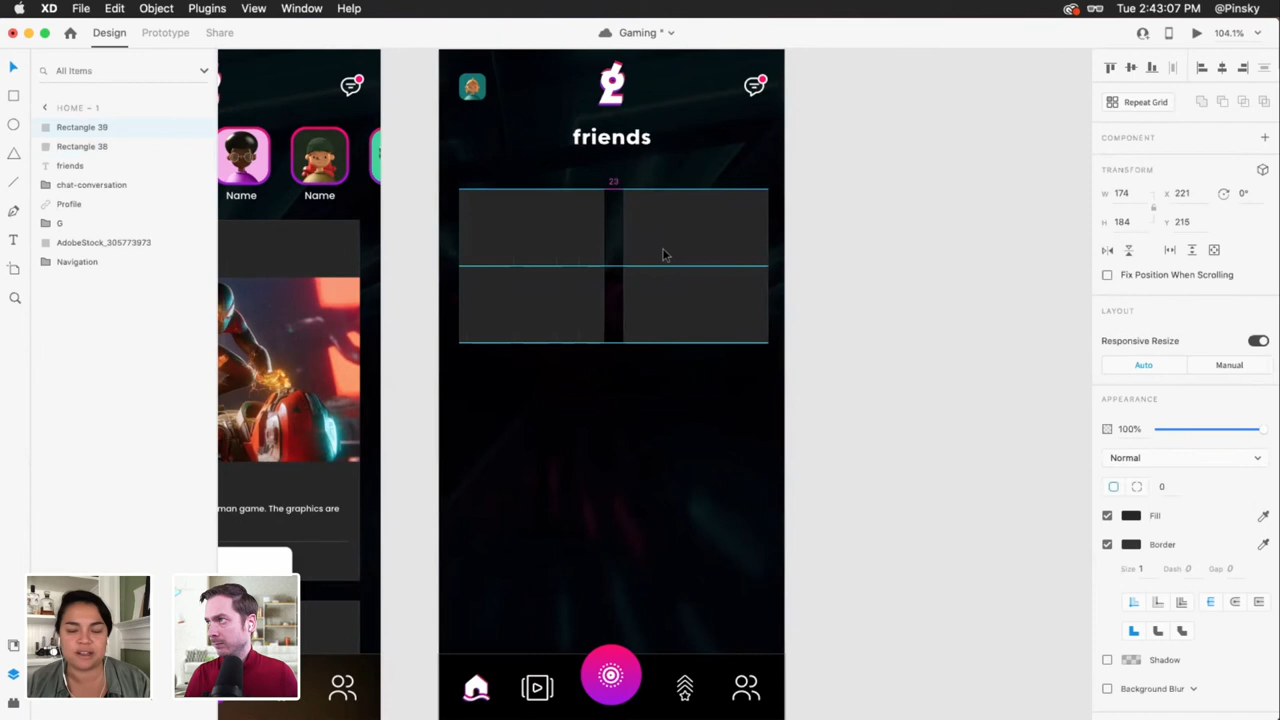 XD File Edit Object Plugins View Window Help
Tue 2:43:07 PM @Pinsky
Design Prototype Share
Gaming *
104.1%
All Items
HOME – 1
Rectangle 39
Rectangle 38
friends
chat-conversation
Profile
G
AdobeStock_305773973
Navigation
Name
Name
man game. The graphics are
friends
23
Repeat Grid
COMPONENT
TRANSFORM
W 174 X 221 0°
H 184 Y 215
Fix Position When Scrolling
LAYOUT
Responsive Resize
Auto Manual
APPEARANCE
100%
Normal
0
Fill
Border
Size 1 Dash 0 Gap 0
Shadow
Background Blur